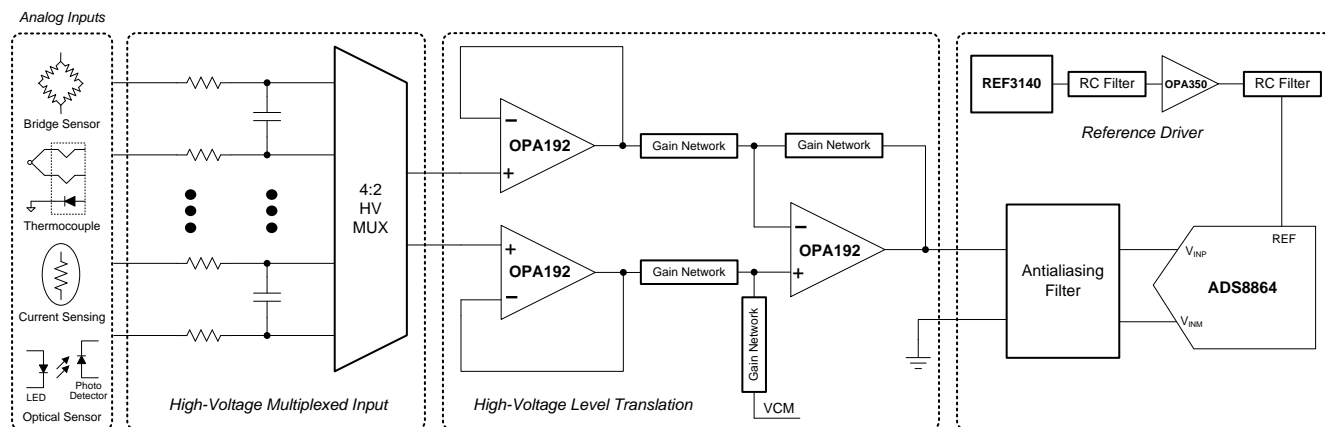 Analog Inputs
Bridge Sensor
Thermocouple
Current Sensing
LED
Photo
Detector
Optical Sensor
4:2
HV
MUX
High-Voltage Multiplexed Input
OPA192
Gain Network
Gain Network
OPA192
OPA192
Gain Network
Gain Network
VCM
High-Voltage Level Translation
REF3140
RC Filter
OPA350
RC Filter
Reference Driver
Antialiasing
Filter
REF
VINP
ADS8864
VINM